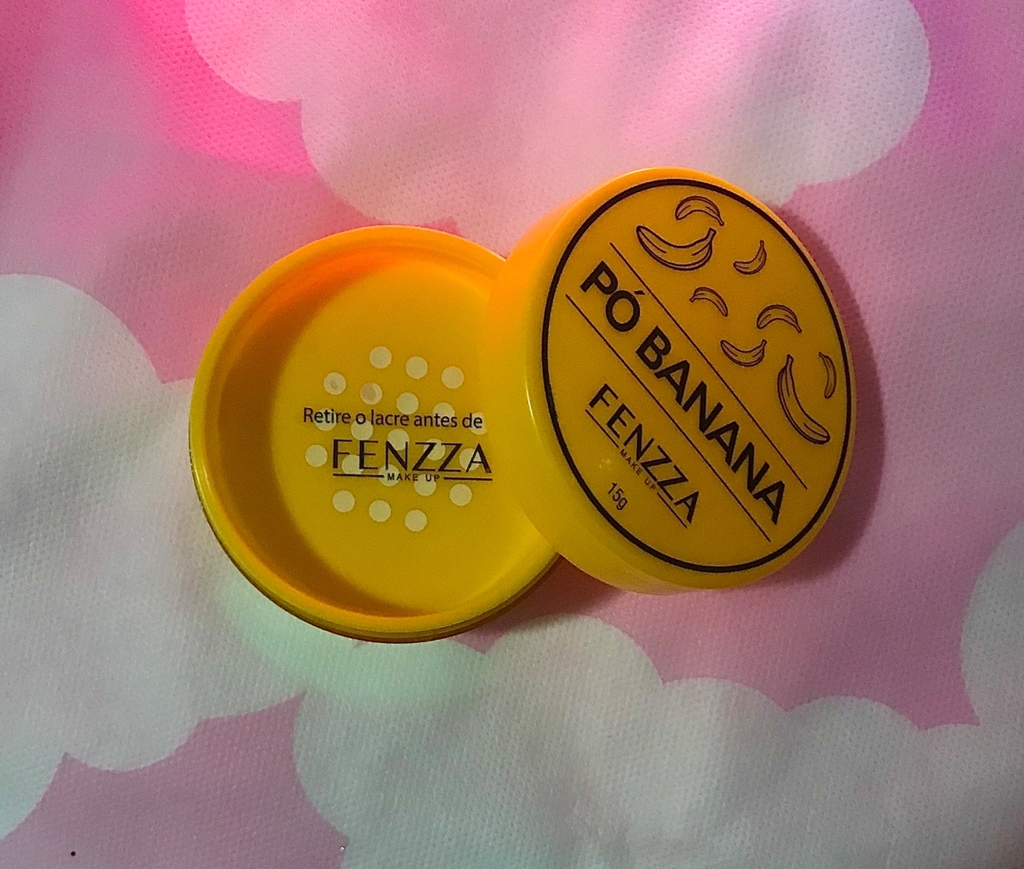 Retire o lacre antes de
FENZZA
MAKE UP
PÓ BANANA
FENZZA
MAKE UP
15g